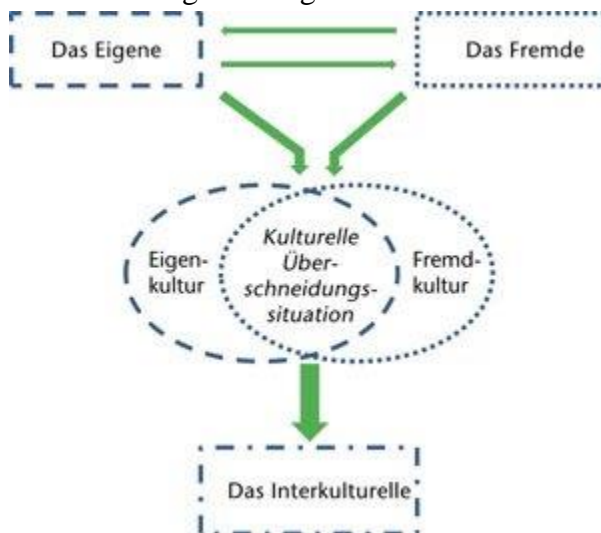 Das Eigene
Das Fremde
Eigen-
kultur
Kulturelle
Über-
schneidungs-
situation
Fremd-
kultur
Das Interkulturelle